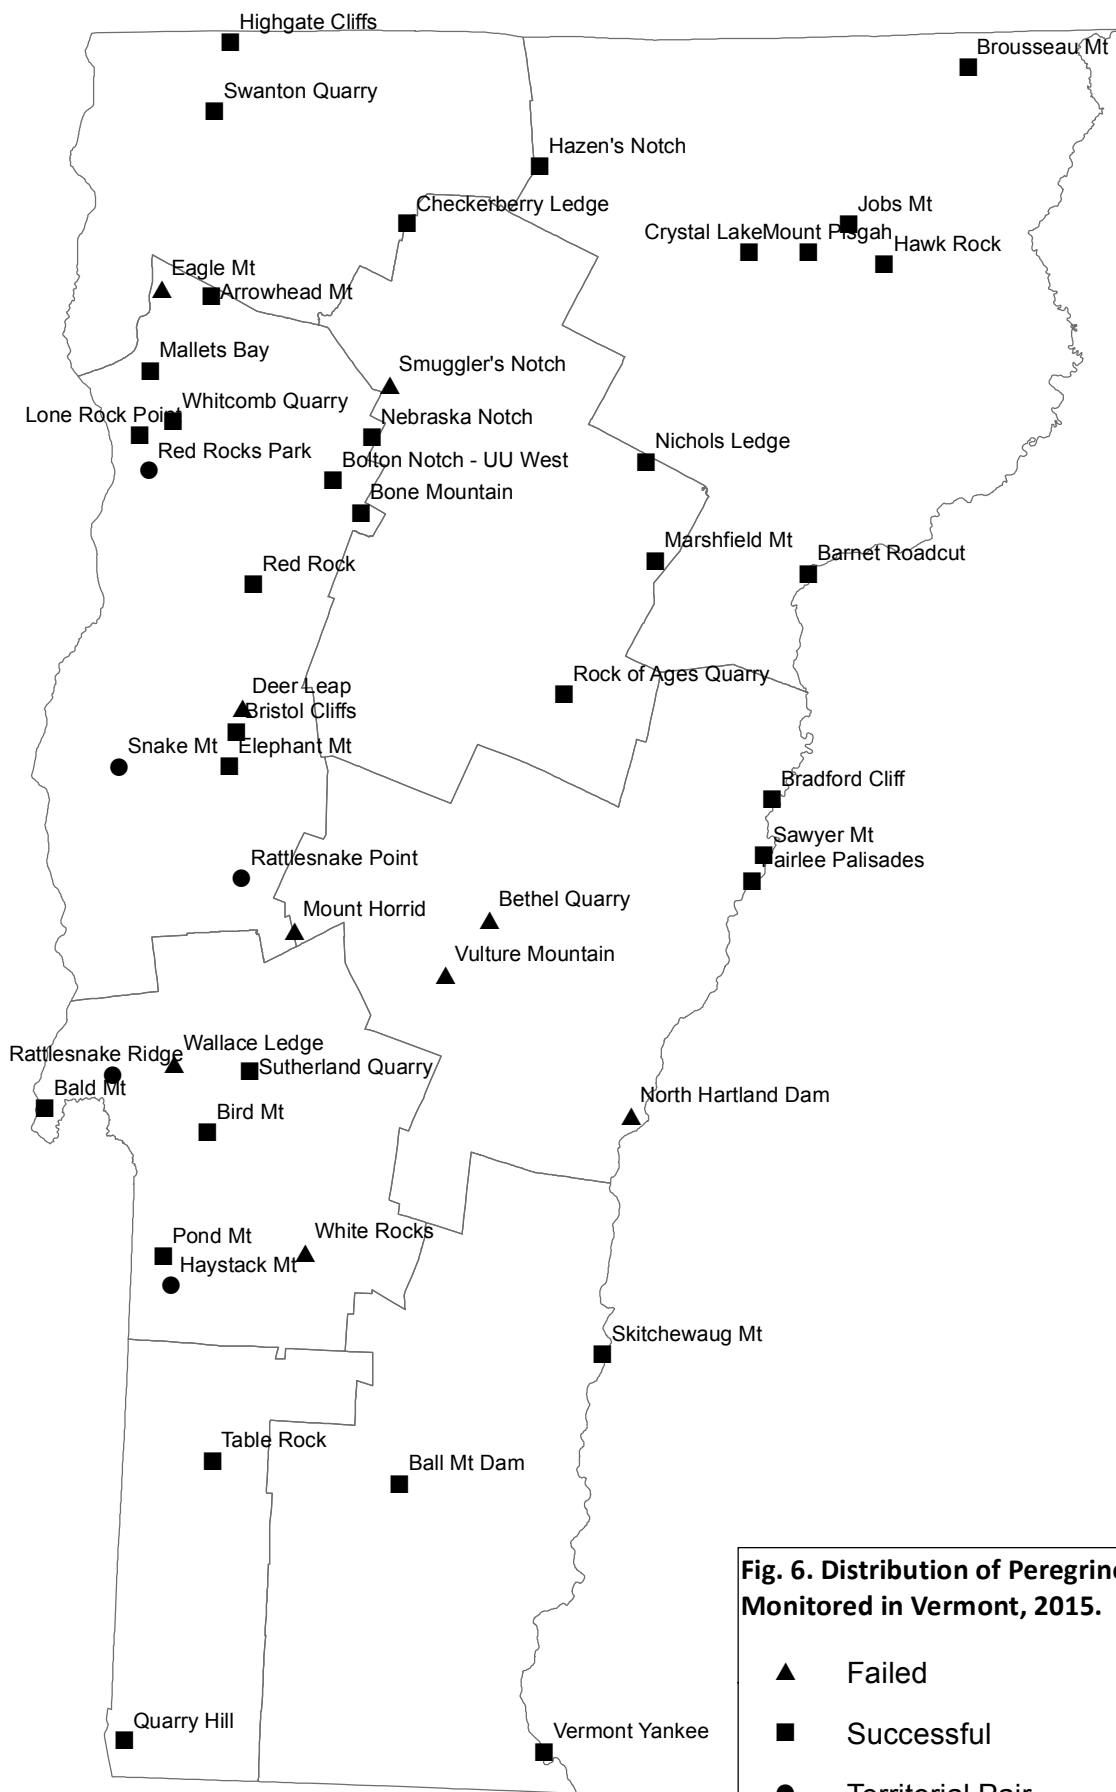 Highgate Cliffs
Brousseau Mt
Swanton Quarry
Hazen's Notch
Checkerberry Ledge
Jobs Mt
Crystal Lake
Mount Pisgah
Hawk Rock
Eagle Mt
Arrowhead Mt
Mallets Bay
Smuggler's Notch
Whitcomb Quarry
Lone Rock Point
Nebraska Notch
Red Rocks Park
Nichols Ledge
Bolton Notch - UU West
Bone Mountain
Marshfield Mt
Barnet Roadcut
Red Rock
Rock of Ages Quarry
Deer Leap
Bristol Cliffs
Snake Mt
Elephant Mt
Bradford Cliff
Sawyer Mt
Fairlee Palisades
Rattlesnake Point
Bethel Quarry
Mount Horrid
Vulture Mountain
Wallace Ledge
Rattlesnake Ridge
Sutherland Quarry
Bald Mt
North Hartland Dam
Bird Mt
White Rocks
Pond Mt
Haystack Mt
Skitchewaug Mt
Table Rock
Ball Mt Dam
Fig. 6. Distribution of Peregrine
Monitored in Vermont, 2015.
Failed
Quarry Hill
Vermont Yankee
Successful
Territorial Pair